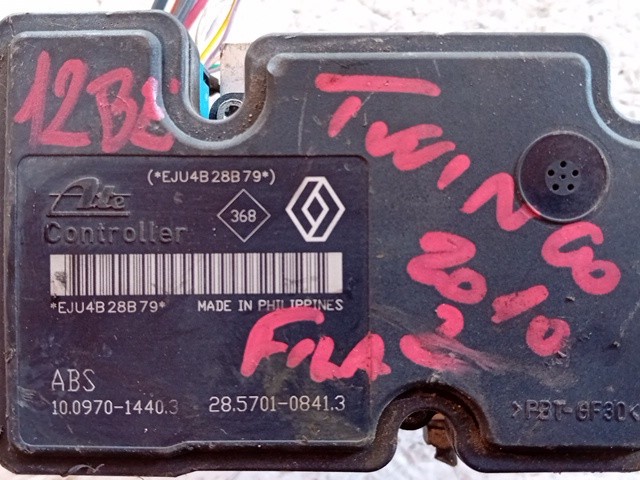 12BE
TWINGO
2010
FILA 2
(*EJU4B28B79*)
Ate
368
Controller
*EJU4B28B79*
MADE IN PHILIPPINES
ABS
10.0970-1440.3
28.5701-0841.3
>PBT-GF30<